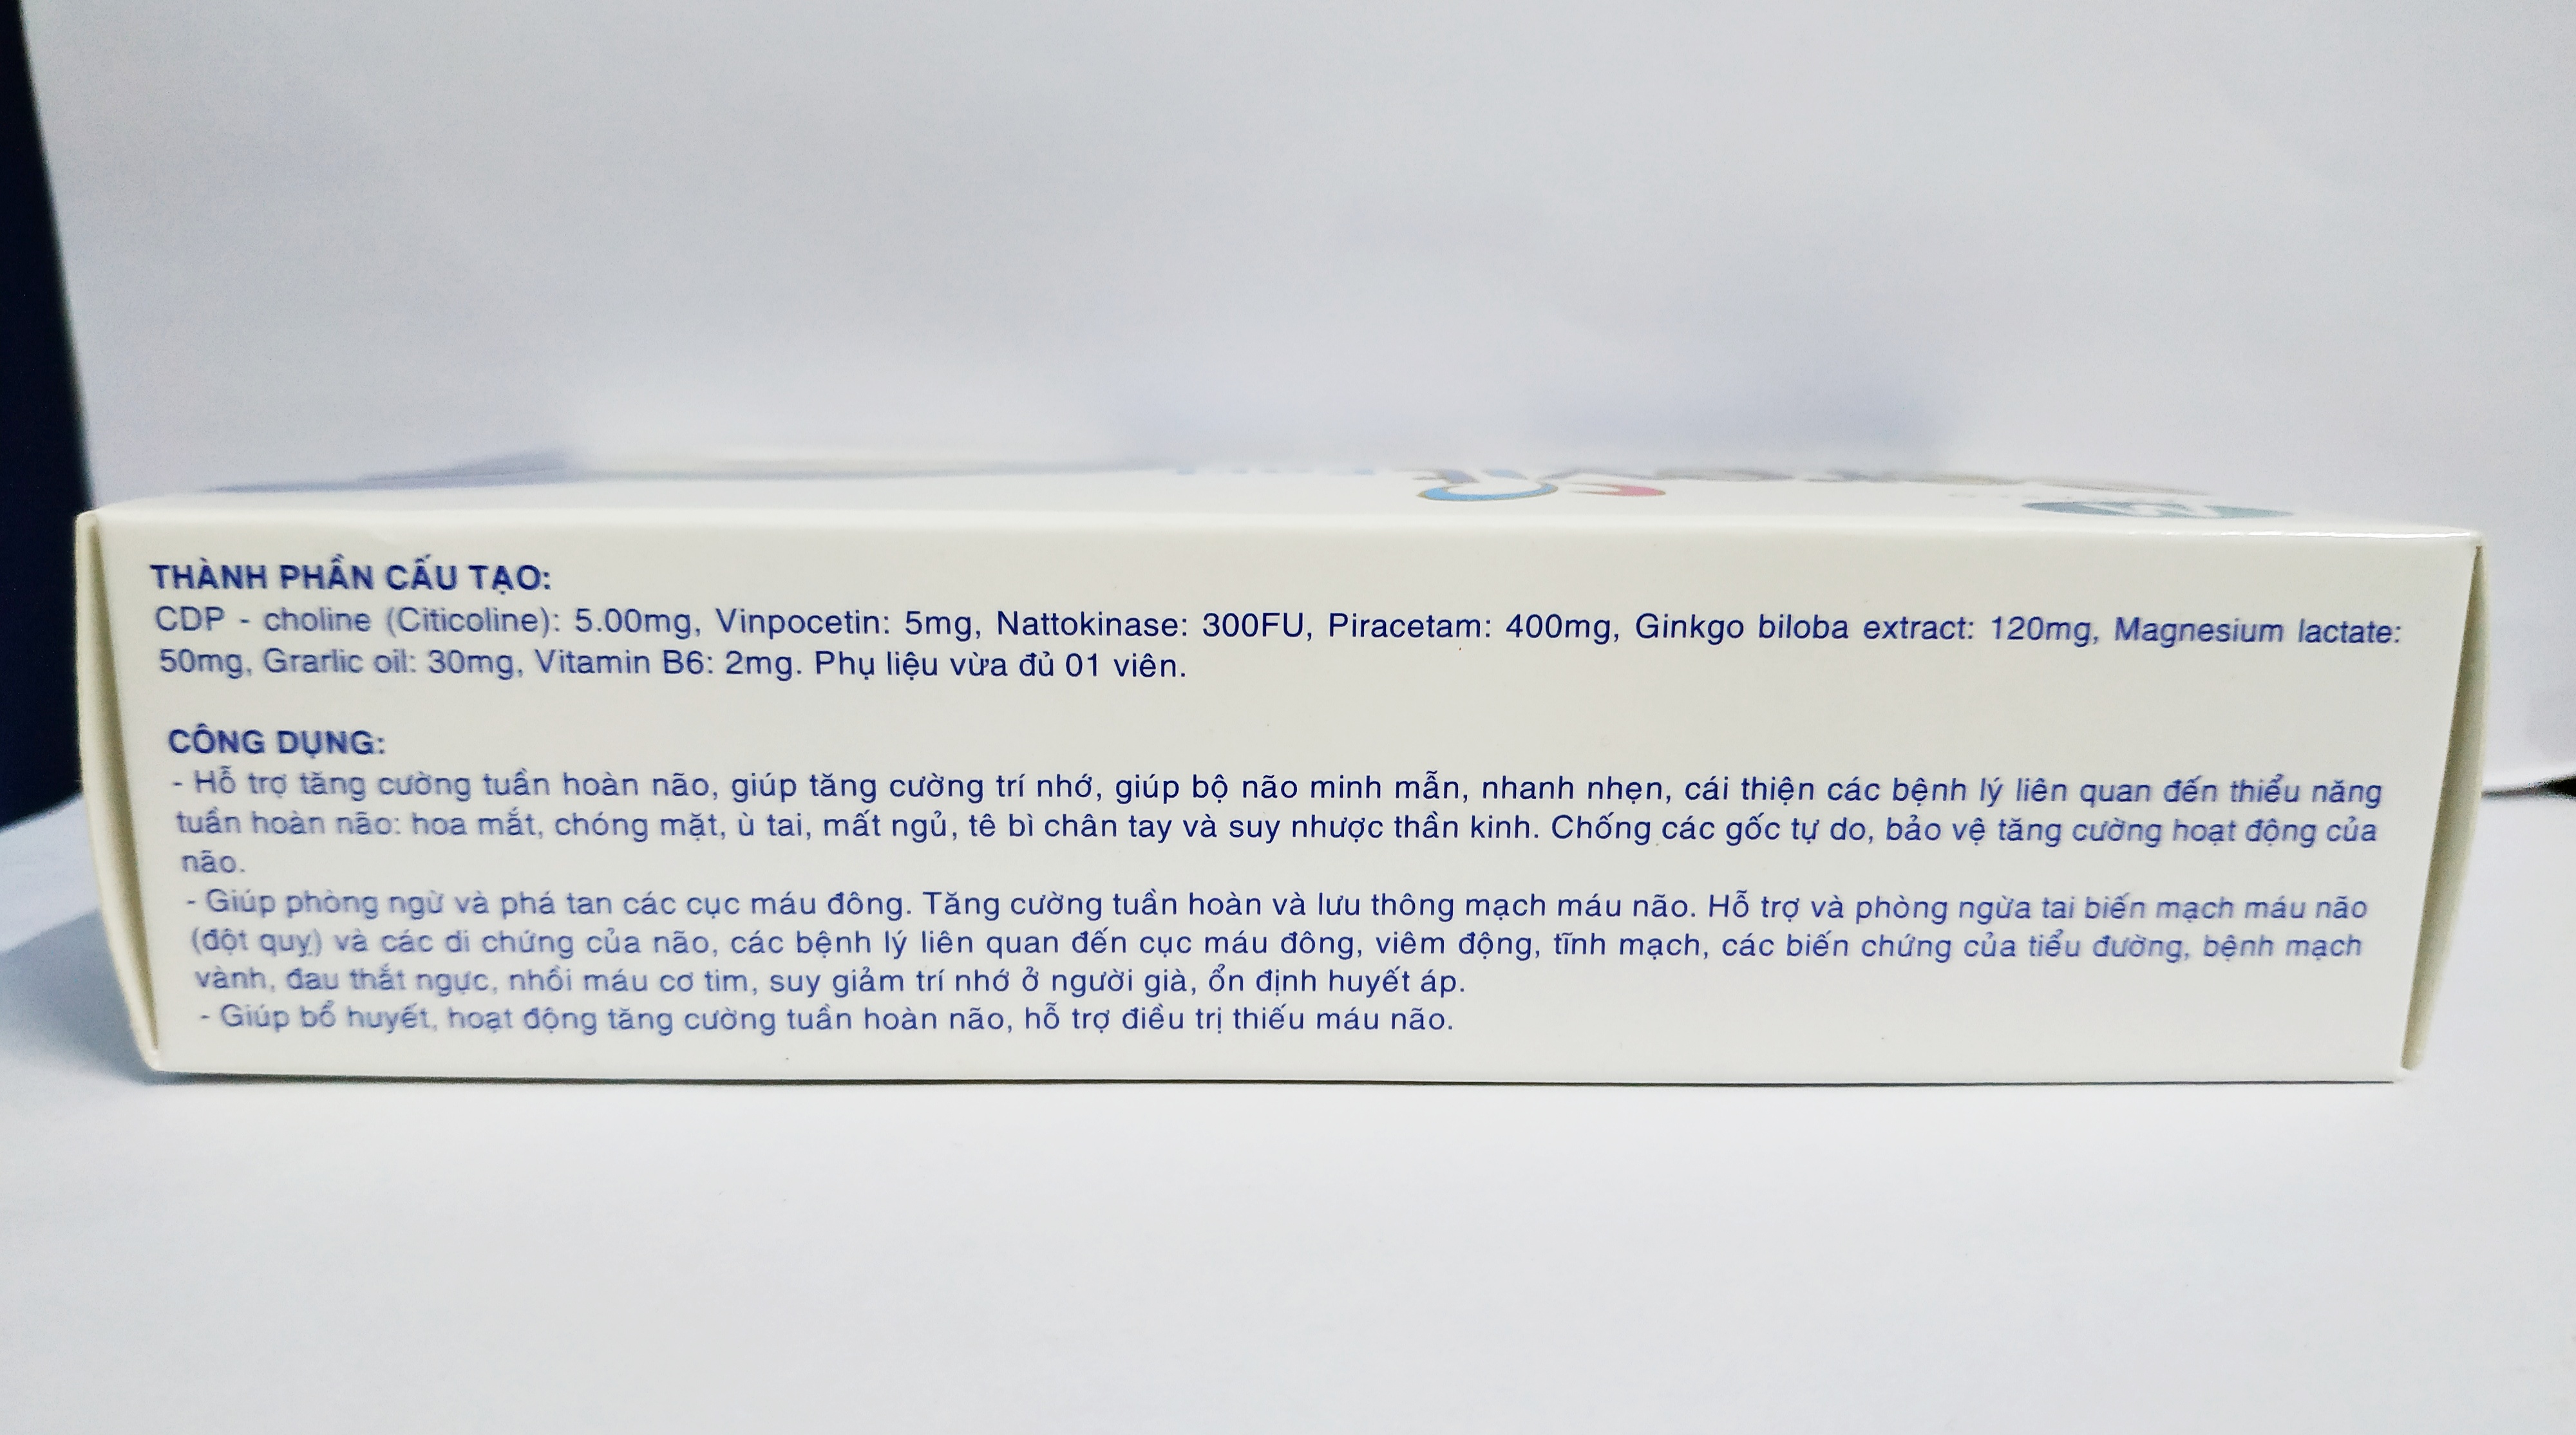 THÀNH PHẦN CẤU TẠO:
CDP - choline (Citicoline): 5.00mg, Vinpocetin: 5mg, Nattokinase: 300FU, Piracetam: 400mg, Ginkgo biloba extract: 120mg, Magnesium lactate:
50mg, Grarlic oil: 30mg, Vitamin B6: 2mg. Phụ liệu vừa đủ 01 viên.
CÔNG DỤNG:
- Hỗ trợ tăng cường tuần hoàn não, giúp tăng cường trí nhớ, giúp bộ não minh mẫn, nhanh nhẹn, cái thiện các bệnh lý liên quan đến thiểu năng
tuần hoàn não: hoa mắt, chóng mặt, ù tai, mất ngủ, tê bì chân tay và suy nhược thần kinh. Chống các gốc tự do, bảo vệ tăng cường hoạt động của
não.
- Giúp phòng ngừ và phá tan các cục máu đông. Tăng cường tuần hoàn và lưu thông mạch máu não. Hỗ trợ và phòng ngừa tai biến mạch máu não
(đột quỵ) và các di chứng của não, các bệnh lý liên quan đến cục máu đông, viêm động, tĩnh mạch, các biến chứng của tiểu đường, bệnh mạch
vành, đau thắt ngực, nhồi máu cơ tim, suy giảm trí nhớ ở người già, ổn định huyết áp.
- Giúp bổ huyết, hoạt động tăng cường tuần hoàn não, hỗ trợ điều trị thiếu máu não.